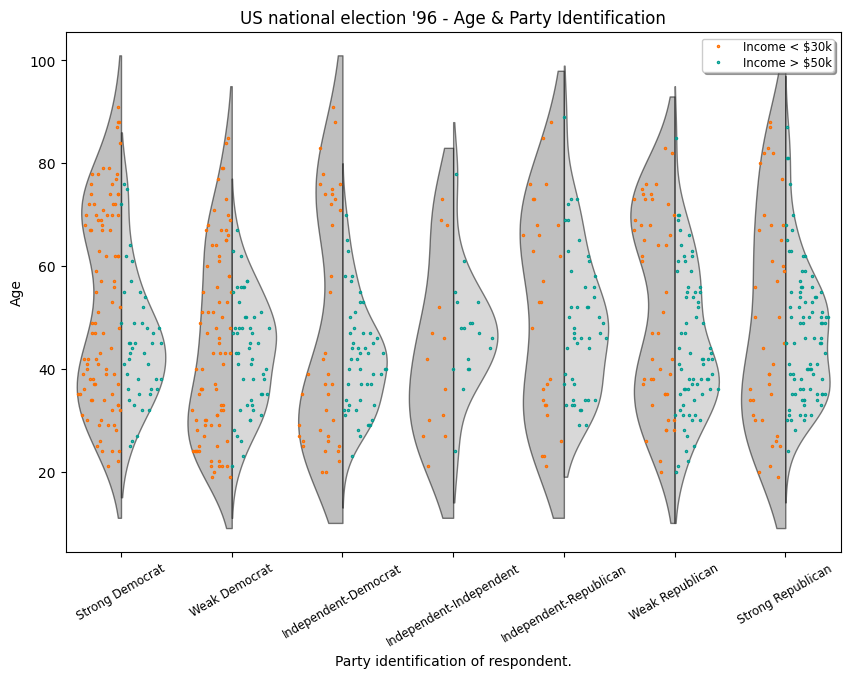 US national election '96 - Age & Party Identification
Income < $30k
Income > $50k
100
80
60
40
20
Age
Strong Democrat
Weak Democrat
Independent-Democrat
Independent-Independent
Independent-Republican
Weak Republican
Strong Republican
Party identification of respondent.